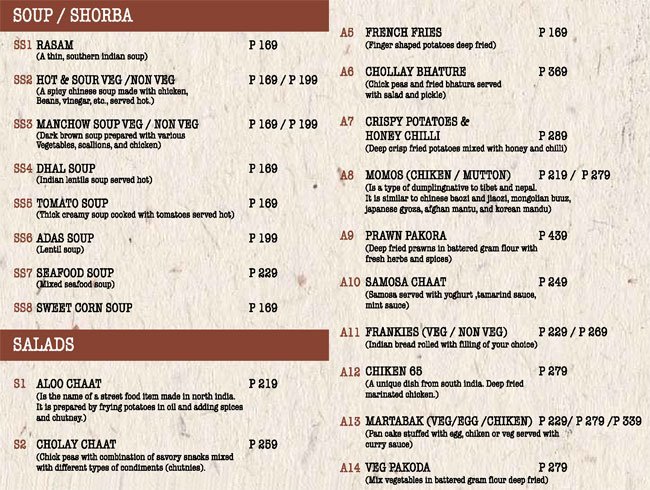 SOUP / SHORBA
SS1 RASAM P 169
(A thin, southern indian soup)
SS2 HOT & SOUR VEG /NON VEG P 169 / P 199
(A spicy chinese soup made with chicken,
Beans, vinegar, etc., served hot.)
SS3 MANCHOW SOUP VEG / NON VEG P 169 / P 199
(Dark brown soup prepared with various
Vegetables, scallions, and chicken)
SS4 DHAL SOUP P 169
(Indian lentils soup served hot)
SS5 TOMATO SOUP P 169
(Thick creamy soup cooked with tomatoes served hot)
SS6 ADAS SOUP P 199
(Lentil soup)
SS7 SEAFOOD SOUP P 229
(Mixed seafood soup)
SS8 SWEET CORN SOUP P 169
SALADS
S1 ALOO CHAAT P 219
(Is the name of a street food item made in north india.
It is prepared by frying potatoes in oil and adding spices
and chutney.)
S2 CHOLAY CHAAT P 259
(Chick peas with combination of savory snacks mixed
with different types of condiments (chutnies).
A5 FRENCH FRIES P 169
(Finger shaped potatoes deep fried)
A6 CHOLLAY BHATURE P 369
(Chick peas and fried bhatura served
with salad and pickle)
A7 CRISPY POTATOES &
HONEY CHILLI P 289
(Deep crisp fried potatoes mixed with honey and chilli)
A8 MOMOS (CHIKEN / MUTTON) P 219 / P 279
(Is a type of dumplingnative to tibet and nepal.
It is similar to chinese baozi and jiaozi, mongolian buuz,
japanese gyoza, afghan mantu, and korean mandu)
A9 PRAWN PAKORA P 439
(Deep fried prawns in battered gram flour with
fresh herbs and spices)
A10 SAMOSA CHAAT P 249
(Samosa served with yoghurt ,tamarind sauce,
mint sauce)
A11 FRANKIES (VEG / NON VEG) P 229 / P 269
(Indian bread rolled with filling of your choice)
A12 CHIKEN 65 P 279
(A unique dish from south india. Deep fried
marinated chicken.)
A13 MARTABAK (VEG/EGG /CHIKEN) P 229/ P 279 /P 339
(Pan cake stuffed with egg, chiken or veg served with
curry sauce)
A14 VEG PAKODA P 279
(Mix vegetables in battered gram flour deep fried)